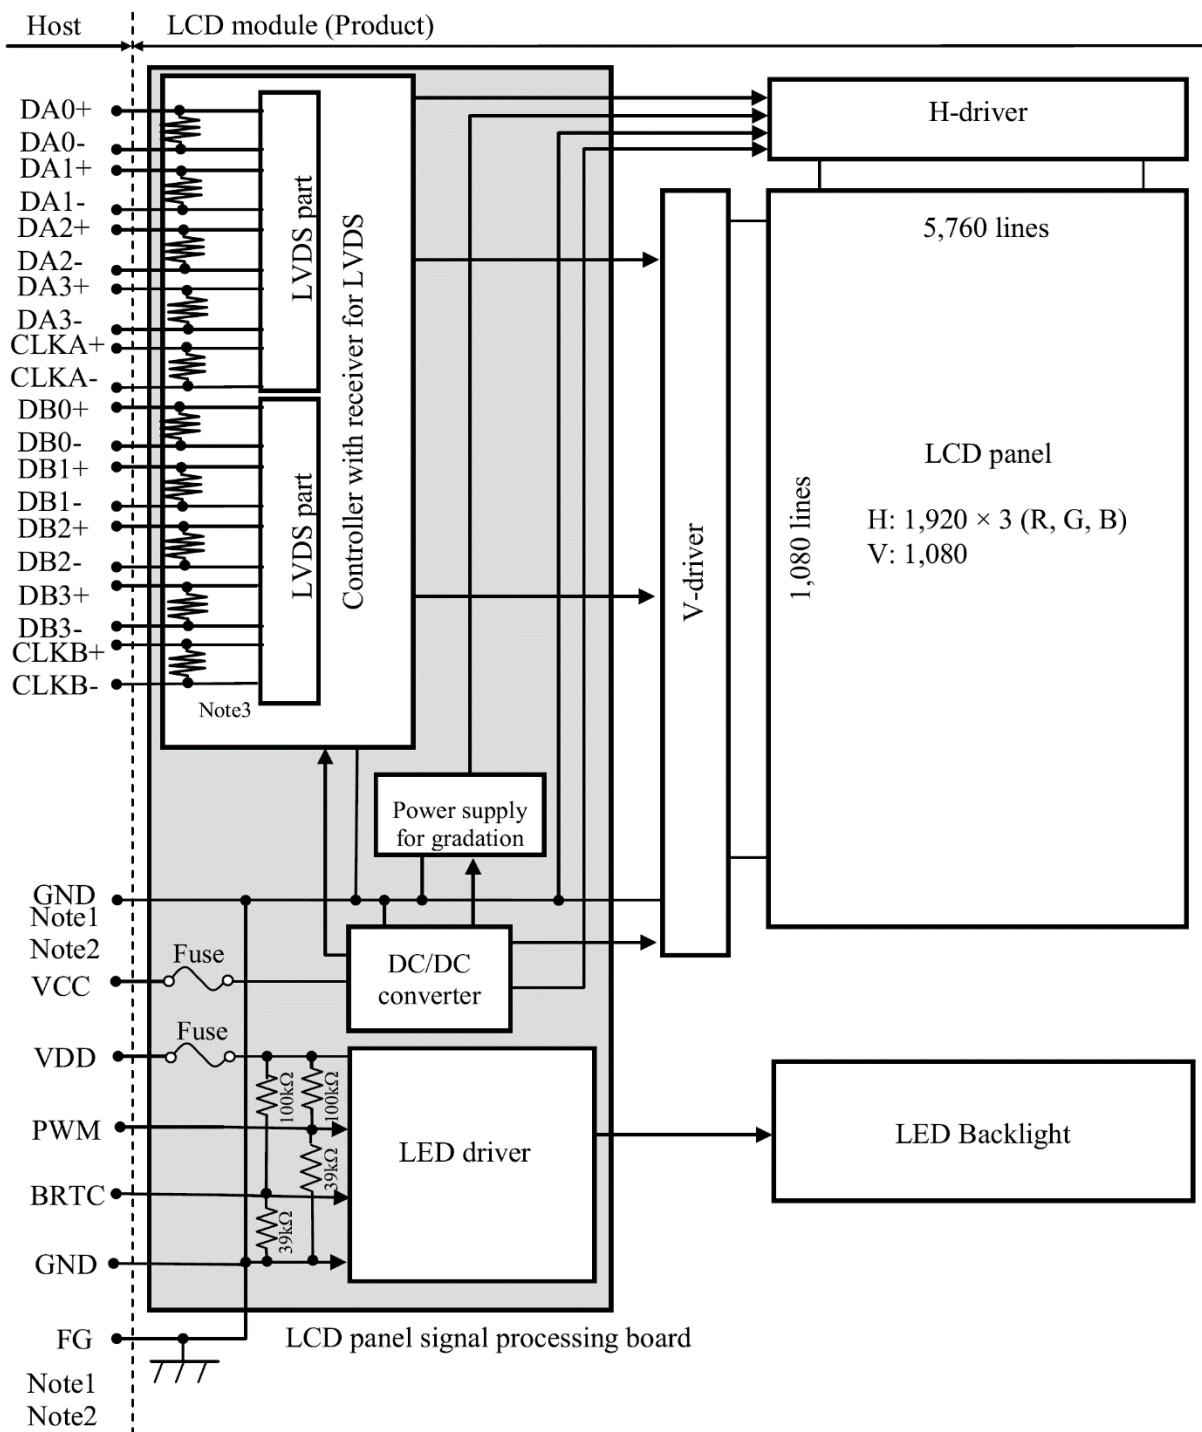 Host
LCD module (Product)
DA0+
DA0-
DA1+
DA1-
DA2+
DA2-
DA3+
DA3-
CLKA+
CLKA-
DB0+
DB0-
DB1+
DB1-
DB2+
DB2-
DB3+
DB3-
CLKB+
CLKB-
LVDS part
LVDS part
Controller with receiver for LVDS
Note3
H-driver
V-driver
5,760 lines
1,080 lines
LCD panel
H: 1,920 × 3 (R, G, B)
V: 1,080
Power supply
for gradation
GND
Note1
Note2
VCC
Fuse
DC/DC
converter
VDD
Fuse
100kΩ
100kΩ
PWM
39kΩ
BRTC
39kΩ
GND
LED driver
LED Backlight
FG
LCD panel signal processing board
Note1
Note2